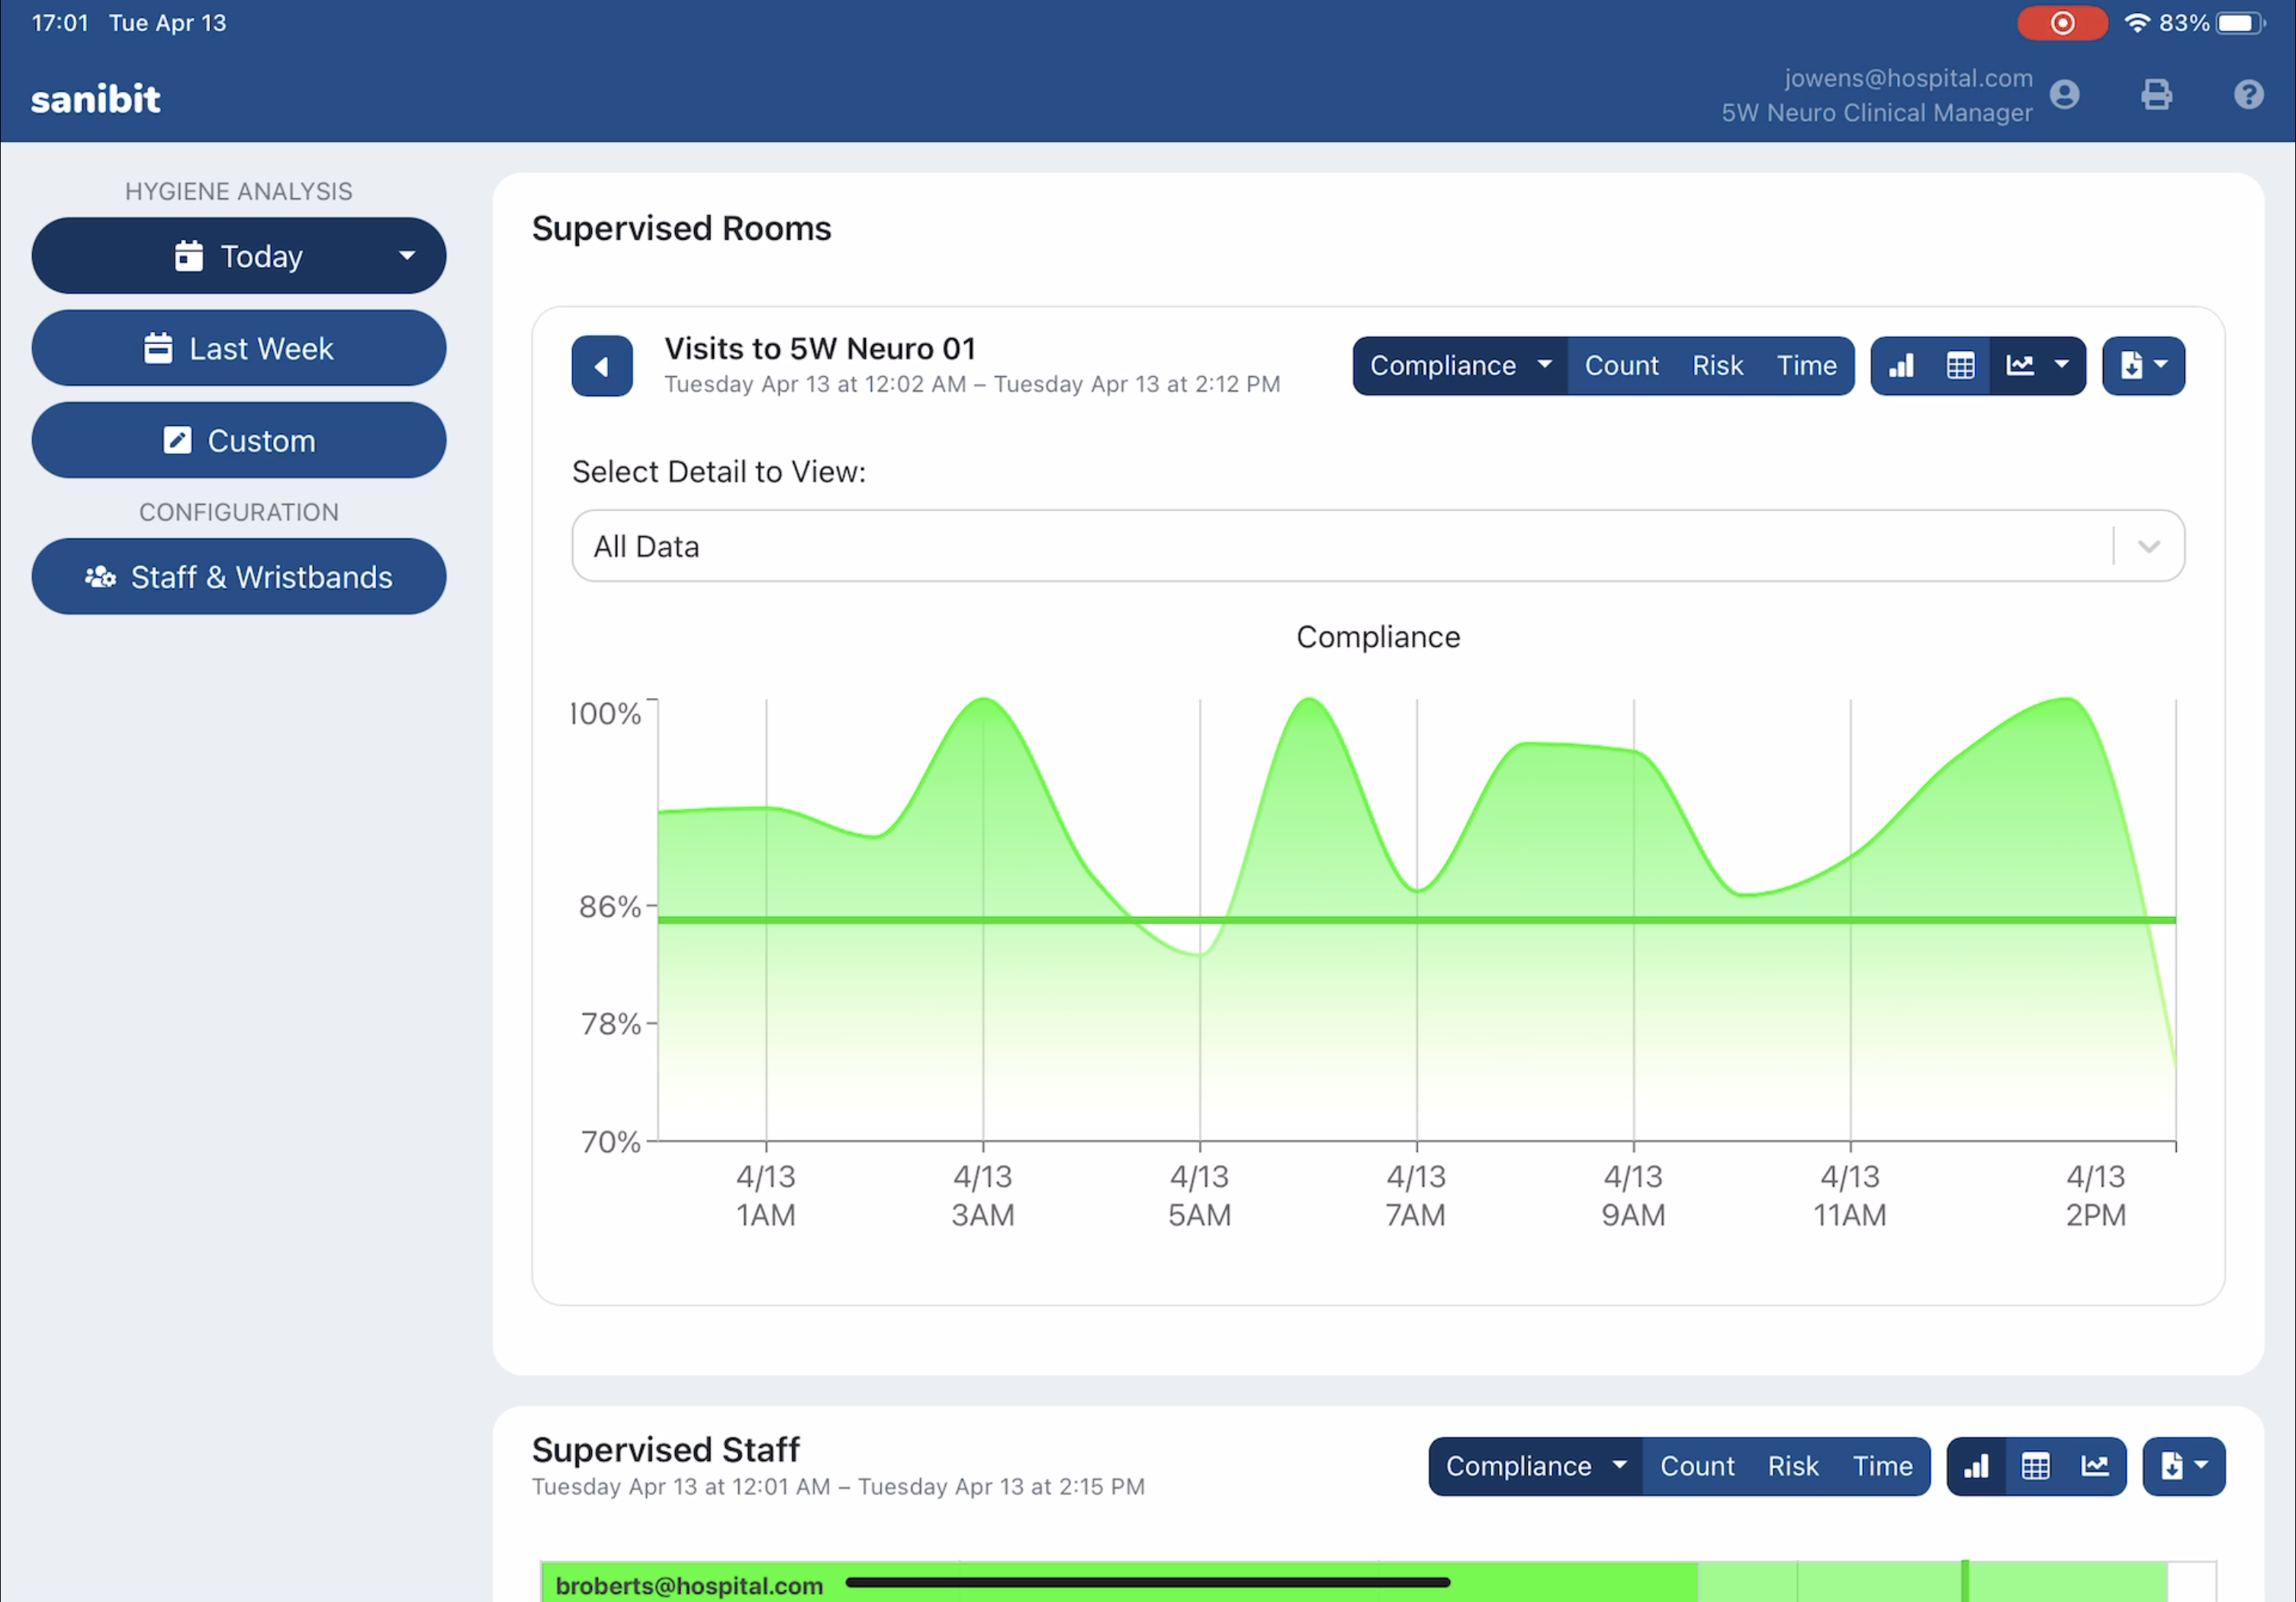 17:01 Tue Apr 13
83%
sanibit
jowens@hospital.com
5W Neuro Clinical Manager
HYGIENE ANALYSIS
Today
Last Week
Custom
CONFIGURATION
Staff & Wristbands
Supervised Rooms
Visits to 5W Neuro 01
Tuesday Apr 13 at 12:02 AM – Tuesday Apr 13 at 2:12 PM
Compliance Count Risk Time
Select Detail to View:
All Data
Compliance
100%
86%
78%
70%
4/13 4/13 4/13 4/13 4/13 4/13 4/13
1AM 3AM 5AM 7AM 9AM 11AM 2PM
Supervised Staff
Tuesday Apr 13 at 12:01 AM – Tuesday Apr 13 at 2:15 PM
Compliance Count Risk Time
broberts@hospital.com